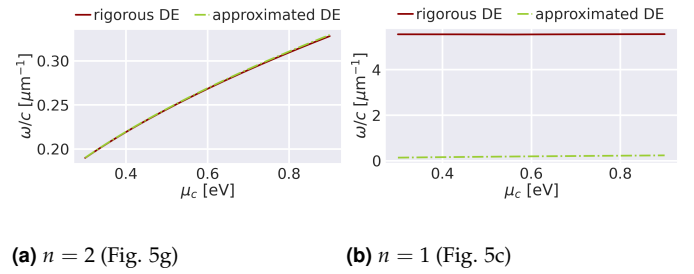 rigorous DE approximated DE
0.30
0.20
ω/c [μm⁻¹]
0.4 0.6 0.8
μc [eV]
rigorous DE approximated DE
4
2
0
ω/c [μm⁻¹]
0.4 0.6 0.8
μc [eV]
(a) n = 2 (Fig. 5g)
(b) n = 1 (Fig. 5c)